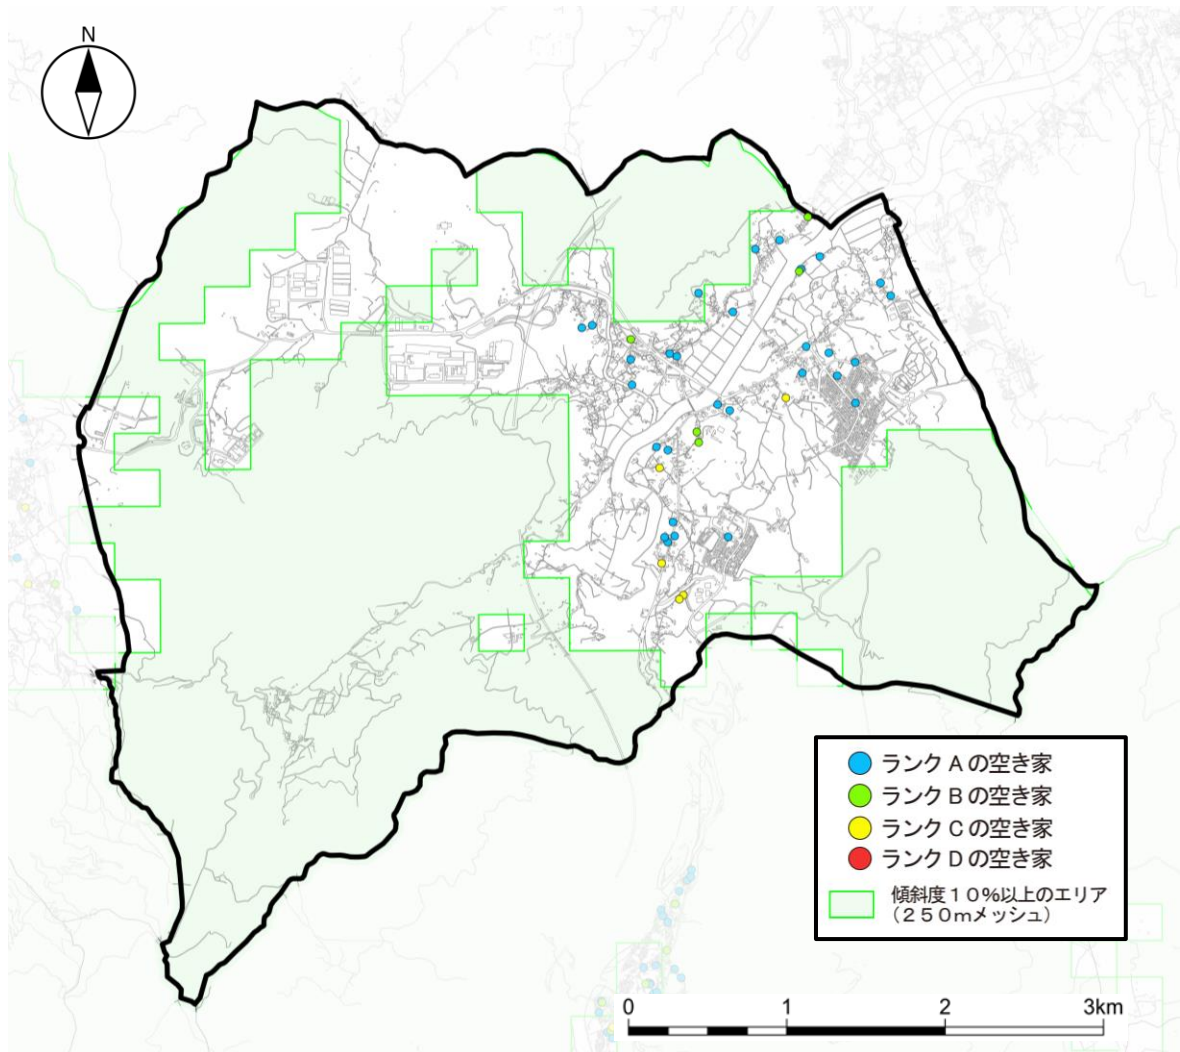 N
ランクAの空き家
ランクBの空き家
ランクCの空き家
ランクDの空き家
傾斜度10%以上のエリア
(250mメッシュ)
0 1 2 3km